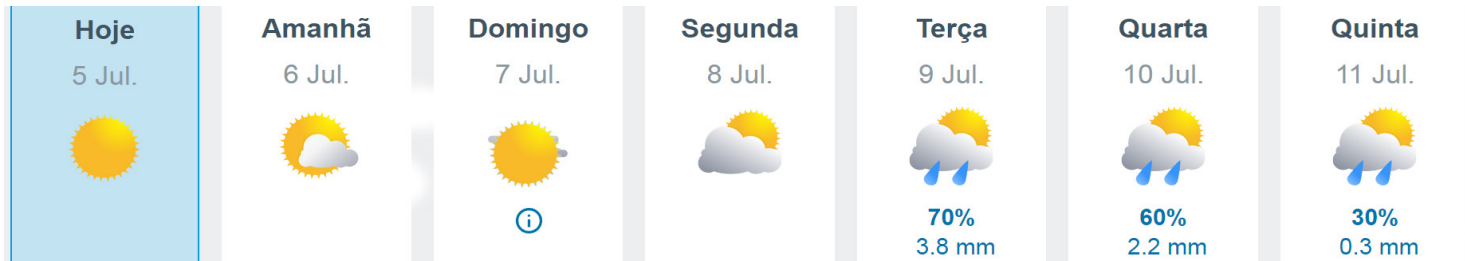 Hoje
5 Jul.
Amanhã
6 Jul.
Domingo
7 Jul.
Segunda
8 Jul.
Terça
9 Jul.
70%
3.8 mm
Quarta
10 Jul.
60%
2.2 mm
Quinta
11 Jul.
30%
0.3 mm